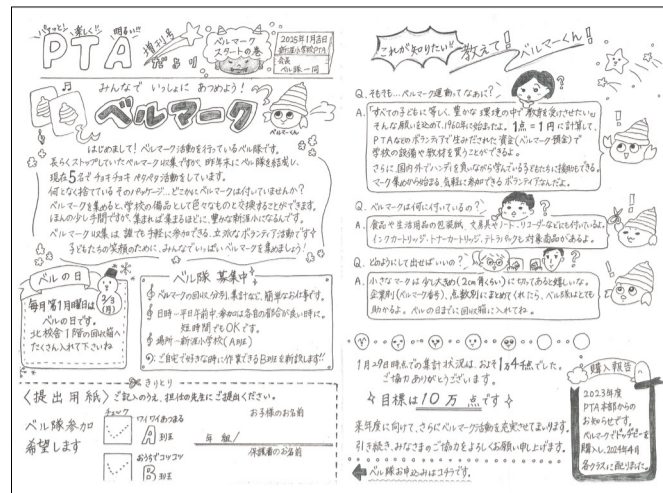 パイッと! 楽しく!! 明るい!!!
PTAだより
増刊号
ベルマーク
スタートの巻
2025年1月吉日
新涯小学校PTA
会長
ベル隊一同
みんなで いっしょに あつめよう!
ベルマーク
ベルマーくん
はじめまして! ベルマーク活動を行っているベル隊です。
長らくストップしていたベルマーク収集ですが、昨年末にベル隊を結成し、
現在5名でチョキチョキペタペタ活動をしています。
何となく捨てているそのパッケージ…どこかにベルマークは付いていませんか?
ベルマークを集めると、学校の備品として色々なものと交換することができます。
ほんの少し手間ですが、集まれば集まるほどに、豊かな新涯小になるんです。
ベルマーク収集は 誰でも手軽に参加できる、立派なボランティア活動です
子どもたちの笑顔のために、みんなでいっぱいベルマークを集めましょう!
ベルの日
毎月第1月曜日は
ベルの日です。
北校舎1階の回収箱へ
たくさん入れて下さいね
2/3
(月)
ベル隊 募集中
ベルマークの回収、分別、集計など、簡単なお仕事です。
日時…平日午前中、参加は各自の都合が良い時に。
短時間でもOKです。
場所…新涯小学校(A班)
ご自宅で好きな時に作業できるB班を新設します!!
きりとり
〈提出用紙〉ご記入のうえ、担任の先生にご提出ください。
ベル隊参加
希望します
チェック
ワイワイあつまる
A班
おうちでコツコツ
B班
お子様のお名前
年 組/
保護者のお名前
これが知りたい!! 教えて! ベルマーくん!
Q. そもそも…ベルマーク運動ってなあに?
A. 「すべての子どもに等しく、豊かな環境の中で教育を受けさせたい」
そんな願いを込めて、1960年に始まったよ。1点=1円に計算して、
PTAなどのボランティアで生みだされた資金(ベルマーク預金)で
学校の設備や教材を買うことができるよ。
さらに国内外でハンディを負いながら学んでいる子どもたちに援助もできる。
マーク集めから始まる、気軽に参加できるボランティアなんだよ。
Q. ベルマークは何に付いているの?
A. 食品や生活用品の包装紙、文房具やノート、リコーダーなどにも付いているよ。
インクカートリッジ・トナーカートリッジ、テトラパックも対象商品があるよ。
Q. どのようにして出せばいいの?
A. 小さなマークは少し大きめ(2cm角くらい)に切ってあると嬉しいな。
企業別(ベルマーク番号)、点数別にまとめてくれたら、ベル隊はとても
助かるよ。ベルの日までに回収箱に入れてね。
1月29日時点での集計状況は、およそ1万4千点でした。
ご協力ありがとうございます。
目標は10万点です
来年度に向けて、さらにベルマーク活動を充実させてまいります。
引き続き、みなさまのご協力をよろしくお願い申し上げます。
ベル隊お申込みはコチラです。
購入報告
2023年度
PTA本部からの
お知らせです。
ベルマークでドッヂビーを
購入し、2024年4月
各クラスに配りました。